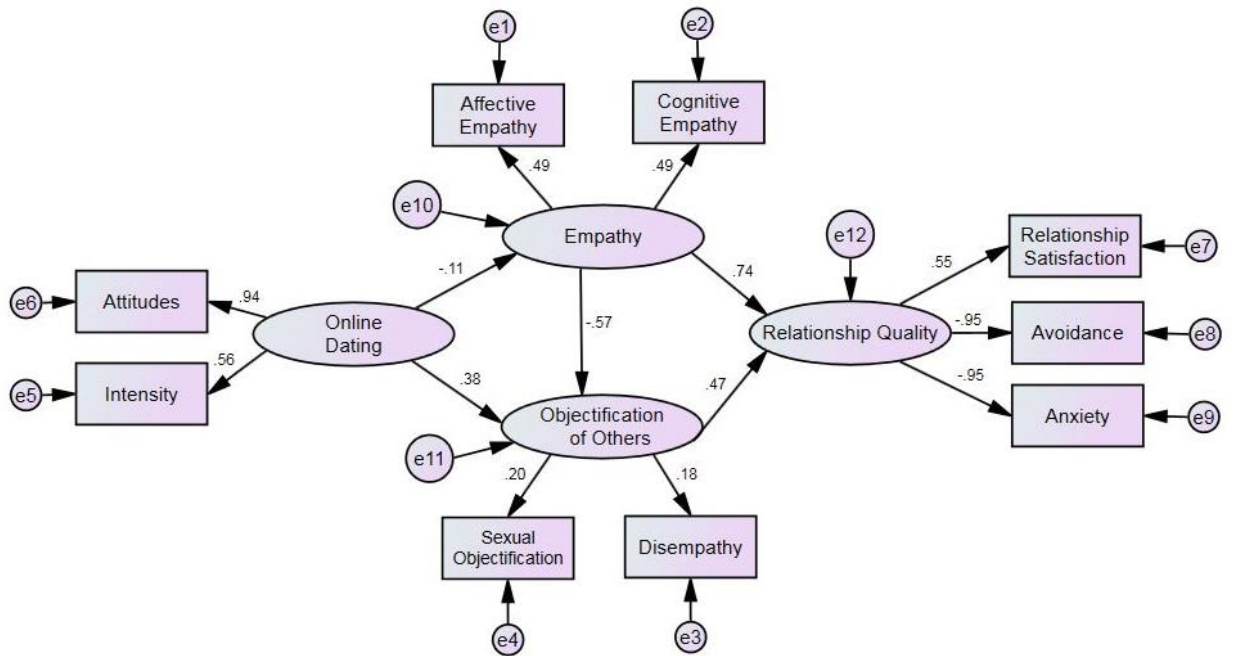 e1
e2
Affective
Empathy
Cognitive
Empathy
.49
.49
e10
Empathy
e12
Relationship
Satisfaction
e7
-.11
.74
.55
e6
Attitudes
.94
Online
Dating
-.57
Relationship Quality
-.95
Avoidance
e8
e5
Intensity
.56
.38
.47
-.95
Anxiety
e9
Objectification
of Others
e11
.20
.18
Sexual
Objectification
Disempathy
e4
e3